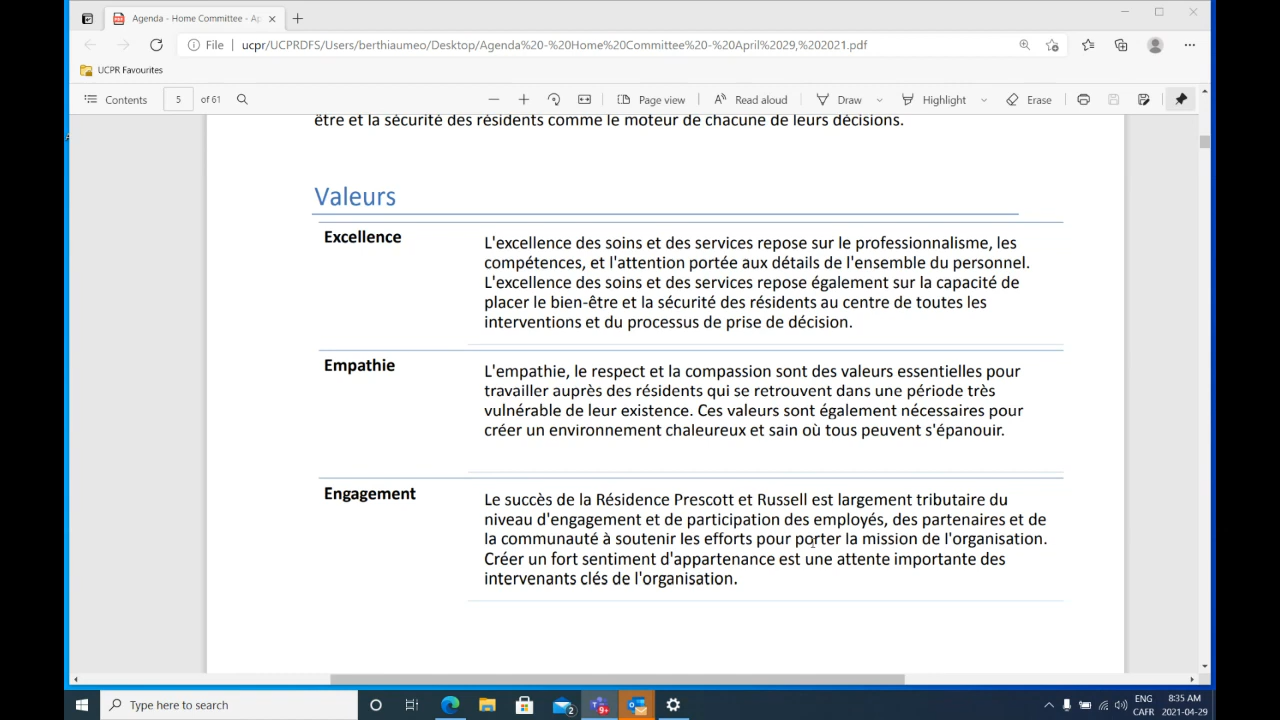 Agenda - Home Committee - Ap
File
ucpr/UCPRDFS/Users/berthiaumeo/Desktop/Agenda%20-%20Home%20Committee%20-%20April%2029,%202021.pdf
UCPR Favourites
Contents 5 of 61 Page view Read aloud Draw Highlight Erase
être et la sécurité des résidents comme le moteur de chacune de leurs décisions.
Valeurs
Excellence
L'excellence des soins et des services repose sur le professionnalisme, les
compétences, et l'attention portée aux détails de l'ensemble du personnel.
L'excellence des soins et des services repose également sur la capacité de
placer le bien-être et la sécurité des résidents au centre de toutes les
interventions et du processus de prise de décision.
Empathie
L'empathie, le respect et la compassion sont des valeurs essentielles pour
travailler auprès des résidents qui se retrouvent dans une période très
vulnérable de leur existence. Ces valeurs sont également nécessaires pour
créer un environnement chaleureux et sain où tous peuvent s'épanouir.
Engagement
Le succès de la Résidence Prescott et Russell est largement tributaire du
niveau d'engagement et de participation des employés, des partenaires et de
la communauté à soutenir les efforts pour porter la mission de l'organisation.
Créer un fort sentiment d'appartenance est une attente importante des
intervenants clés de l'organisation.
Type here to search
2
9+
ENG 8:35 AM
CAFR 2021-04-29